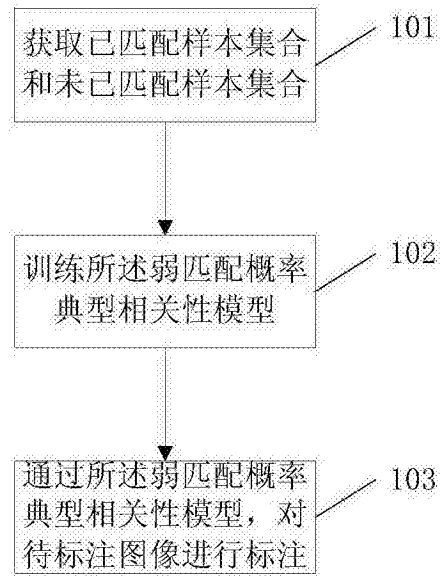 获取已匹配样本集合
和未已匹配样本集合
101
训练所述弱匹配概率
典型相关性模型
102
通过所述弱匹配概率
典型相关性模型，对
待标注图像进行标注
103